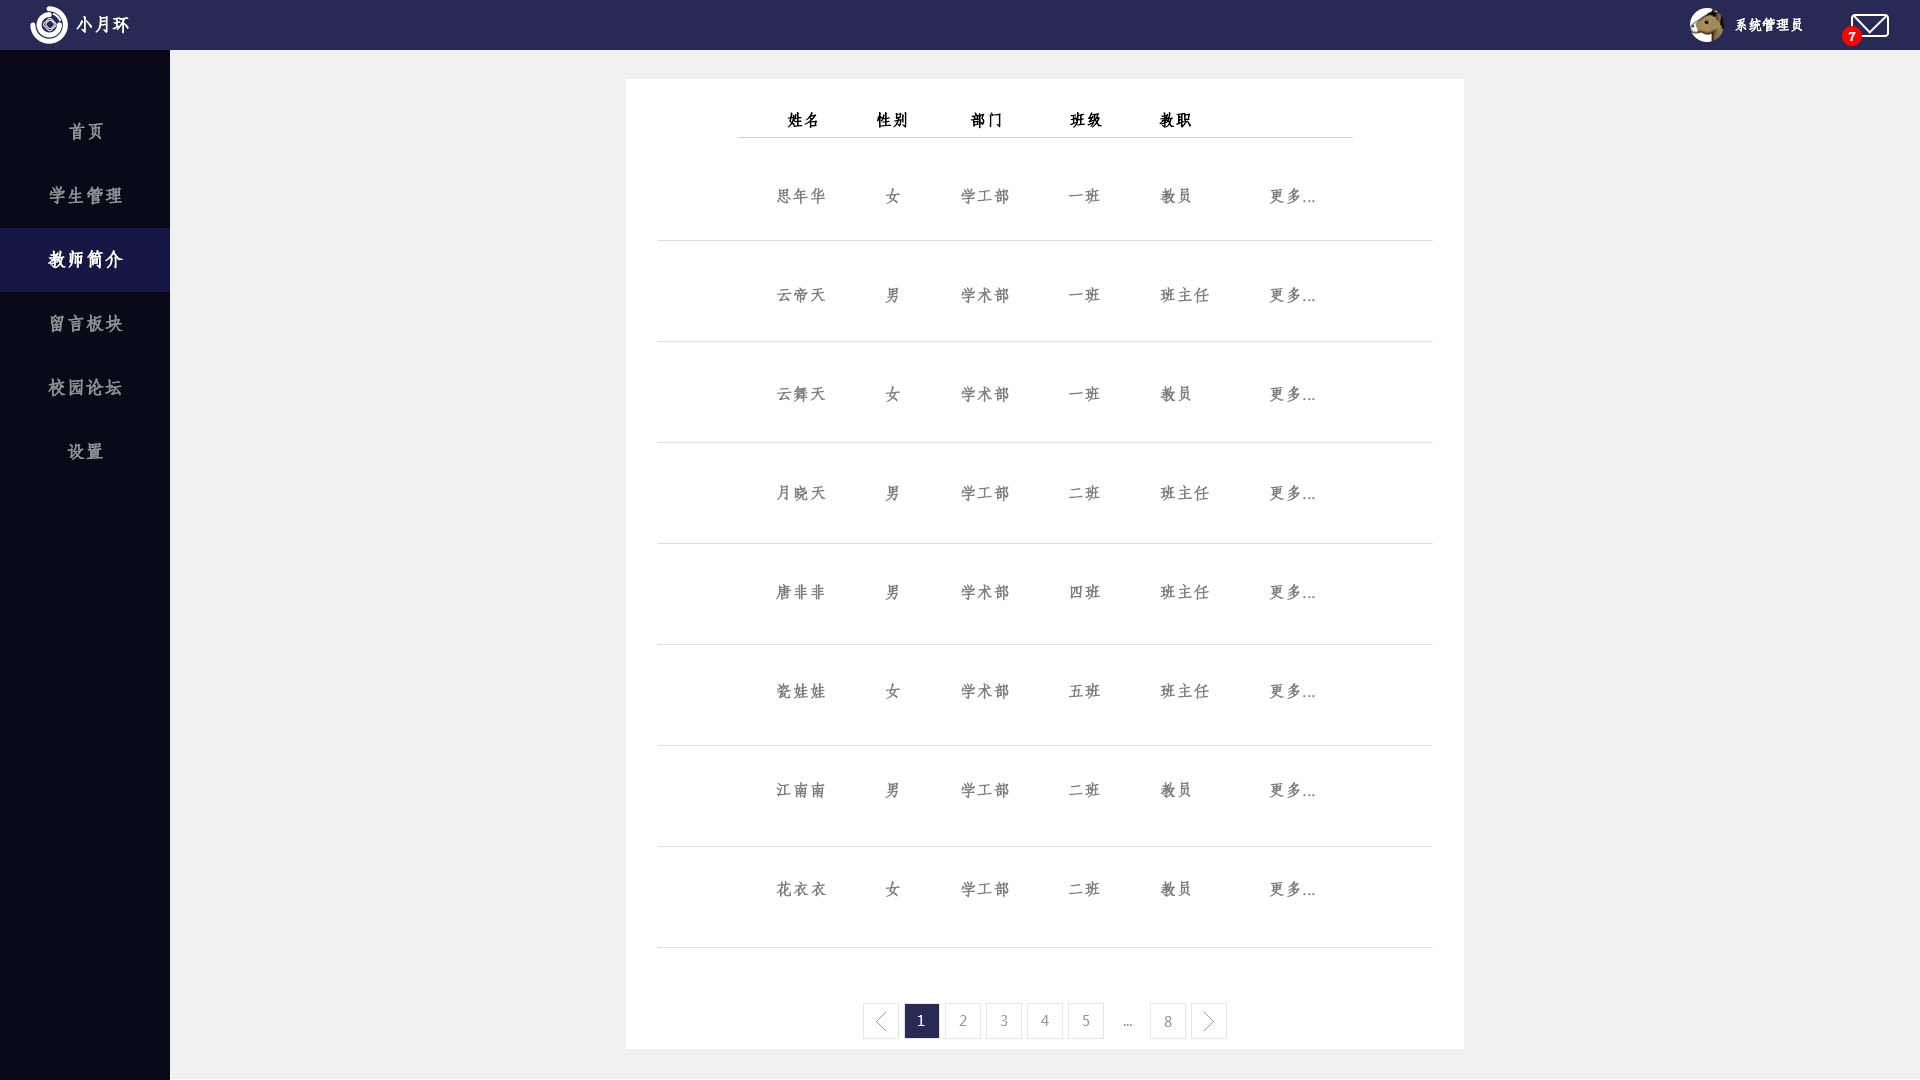 小月环
系统管理员
7
首页
学生管理
教师简介
留言板块
校园论坛
设置
姓名 性别 部门 班级 教职
思年华 女 学工部 一班 教员 更多...
云帝天 男 学术部 一班 班主任 更多...
云舞天 女 学术部 一班 教员 更多...
月晓天 男 学工部 二班 班主任 更多...
唐非非 男 学术部 四班 班主任 更多...
瓷娃娃 女 学术部 五班 班主任 更多...
江南南 男 学工部 二班 教员 更多...
花衣衣 女 学工部 二班 教员 更多...
1 2 3 4 5 ... 8